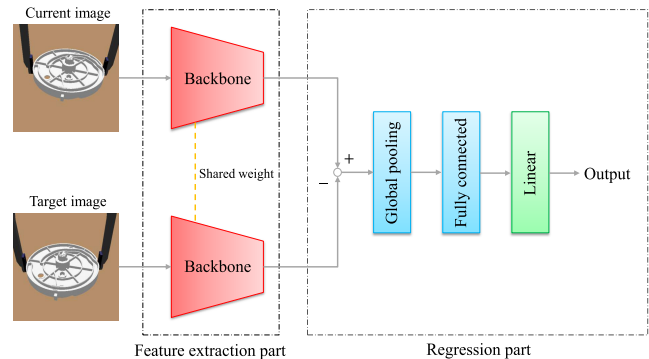 Current image
Backbone
Shared weight
Target image
Backbone
Feature extraction part
+
−
Global pooling
Fully connected
Linear
Output
Regression part